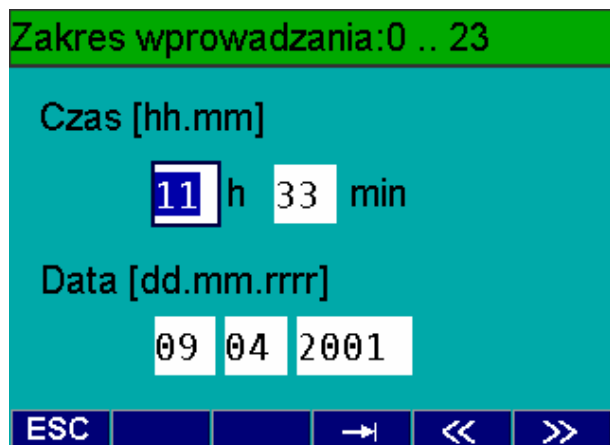 Zakres wprowadzania:0 .. 23
Czas [hh.mm]
11 h 33 min
Data [dd.mm.rrrr]
09 04 2001
ESC →| << >>